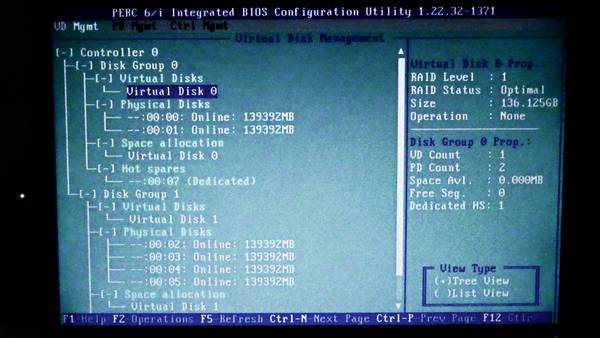 PERC 6/i Integrated BIOS Configuration Utility 1.22.32-1371
VD Mgmt PD Mgmt Ctrl Mgmt
Virtual Disk Management
[-] Controller 0
[-] Disk Group 0
[-] Virtual Disks
Virtual Disk 0
[-] Physical Disks
--:00:00: Online: 139392MB
--:00:01: Online: 139392MB
[-] Space allocation
Virtual Disk 0
[-] Hot spares
--:00:07 (Dedicated)
[-] Disk Group 1
[-] Virtual Disks
Virtual Disk 1
[-] Physical Disks
--:00:02: Online: 139392MB
--:00:03: Online: 139392MB
--:00:04: Online: 139392MB
--:00:05: Online: 139392MB
[-] Space allocation
Virtual Disk 1
Virtual Disk 0 Prop.:
RAID Level : 1
RAID Status : Optimal
Size : 136.125GB
Operation : None
Disk Group 0 Prop.:
VD Count : 1
PD Count : 2
Space Avl. : 0.000MB
Free Seg. : 0
Dedicated HS: 1
View Type
(•)Tree View
( )List View
F1-Help F2-Operations F5-Refresh Ctrl-N-Next Page Ctrl-P-Prev Page F12-Ctlr